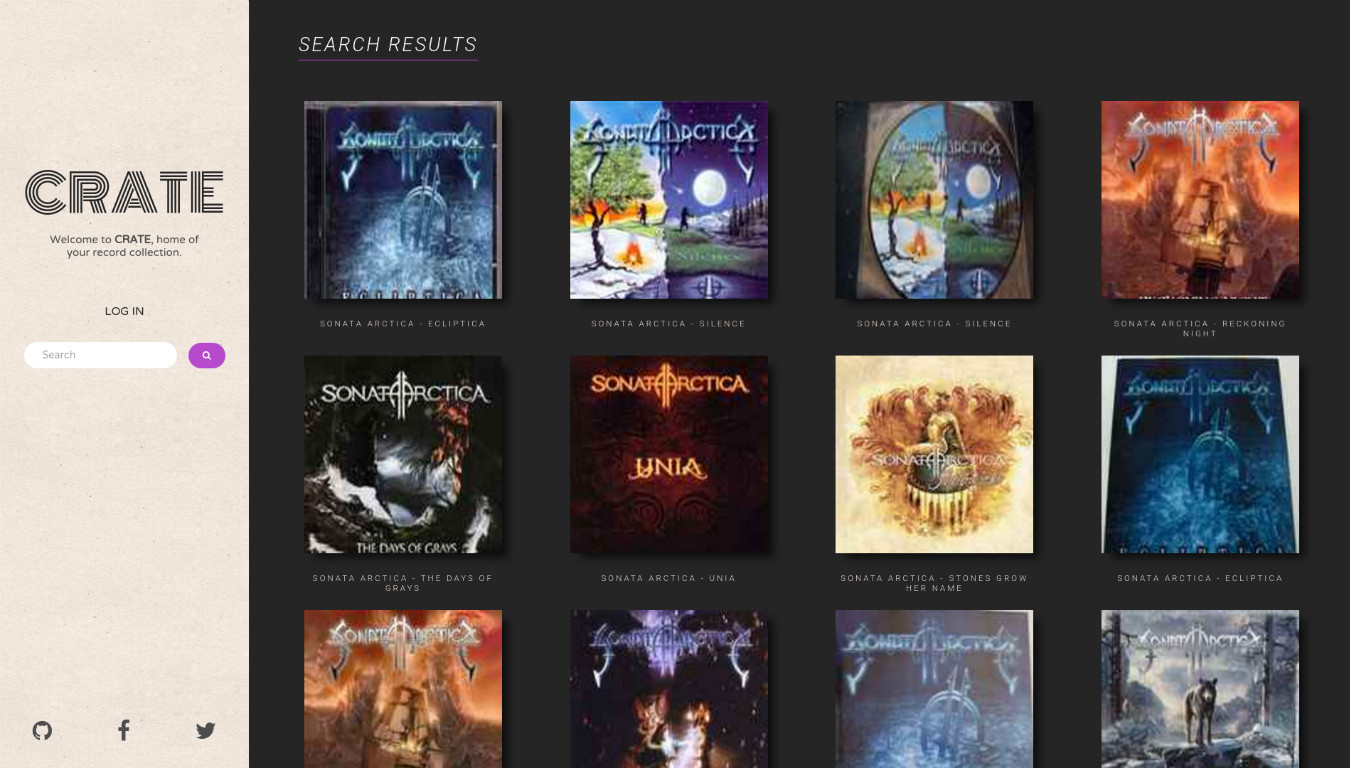 SEARCH RESULTS
CRATE
Welcome to CRATE, home of
your record collection.
LOG IN
Search
SONATA ARCTICA
ECLIPTICA
SONATA ARCTICA
Silence
SONATA ARCTICA
Silence
SONATA ARCTICA
SONATA ARCTICA - ECLIPTICA
SONATA ARCTICA - SILENCE
SONATA ARCTICA - SILENCE
SONATA ARCTICA - RECKONING
NIGHT
SONATA ARCTICA
THE DAYS OF GRAYS
SONATA ARCTICA
UNIA
SONATA ARCTICA
SONATA ARCTICA
ECLIPTICA
SONATA ARCTICA - THE DAYS OF
GRAYS
SONATA ARCTICA - UNIA
SONATA ARCTICA - STONES GROW
HER NAME
SONATA ARCTICA - ECLIPTICA
SONATA ARCTICA
SONATA ARCTICA
SONATA ARCTICA
SONATA ARCTICA